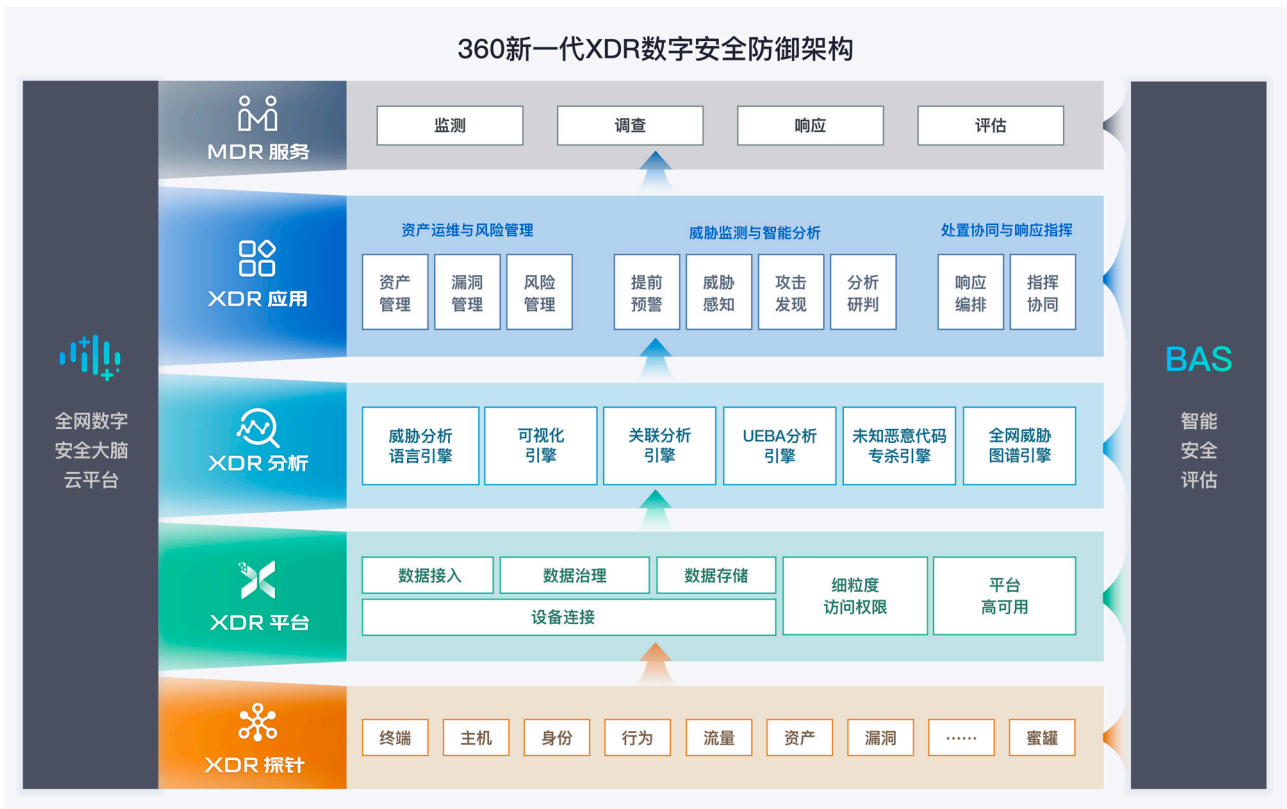 360新一代XDR数字安全防御架构
全网数字
安全大脑
云平台
MDR 服务
监测
调查
响应
评估
XDR 应用
资产运维与风险管理
资产
管理
漏洞
管理
风险
管理
威胁监测与智能分析
提前
预警
威胁
感知
攻击
发现
分析
研判
处置协同与响应指挥
响应
编排
指挥
协同
XDR 分析
威胁分析
语言引擎
可视化
引擎
关联分析
引擎
UEBA分析
引擎
未知恶意代码
专杀引擎
全网威胁
图谱引擎
XDR 平台
数据接入
数据治理
数据存储
设备连接
细粒度
访问权限
平台
高可用
XDR 探针
终端
主机
身份
行为
流量
资产
漏洞
······
蜜罐
BAS
智能
安全
评估